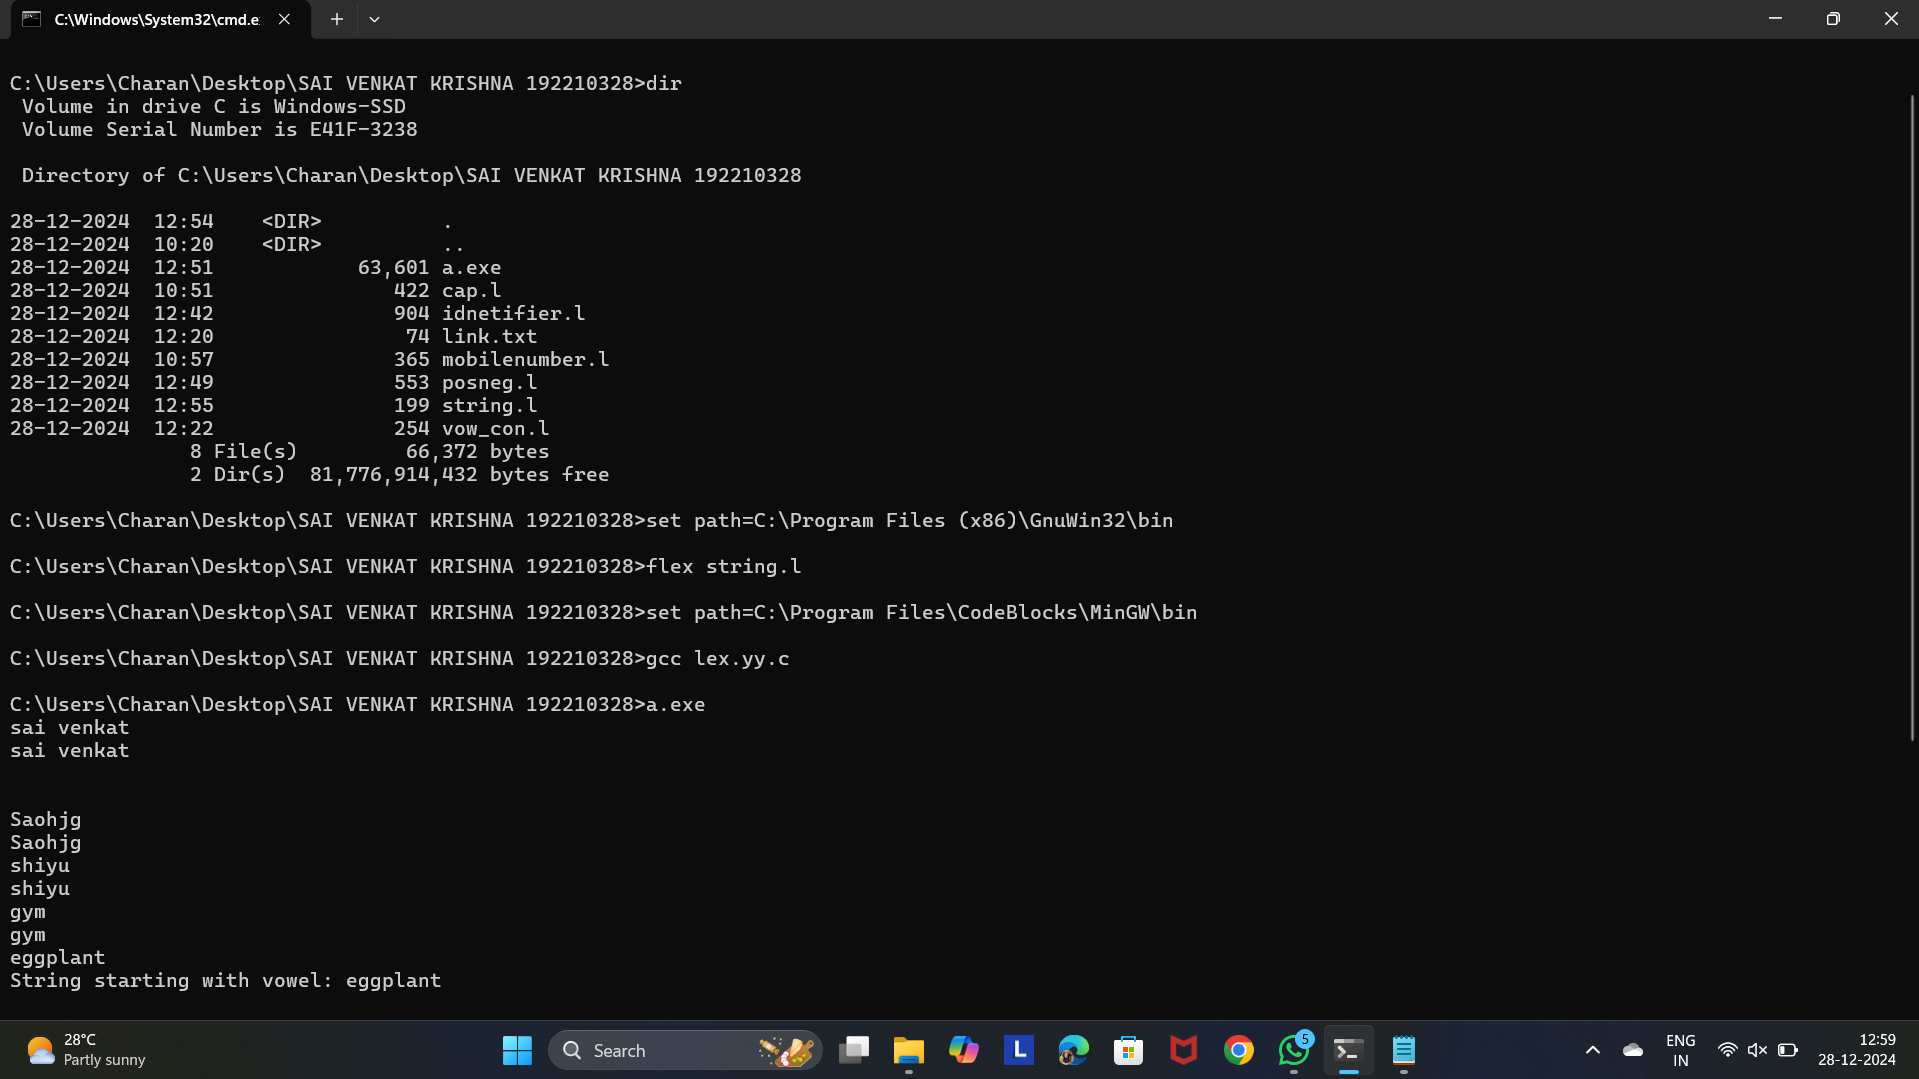 C:\Windows\System32\cmd.e
C:\Users\Charan\Desktop\SAI VENKAT KRISHNA 192210328>dir
 Volume in drive C is Windows-SSD
 Volume Serial Number is E41F-3238
 Directory of C:\Users\Charan\Desktop\SAI VENKAT KRISHNA 192210328
28-12-2024  12:54    <DIR>          .
28-12-2024  10:20    <DIR>          ..
28-12-2024  12:51            63,601 a.exe
28-12-2024  10:51               422 cap.l
28-12-2024  12:42               904 idnetifier.l
28-12-2024  12:20                74 link.txt
28-12-2024  10:57               365 mobilenumber.l
28-12-2024  12:49               553 posneg.l
28-12-2024  12:55               199 string.l
28-12-2024  12:22               254 vow_con.l
               8 File(s)         66,372 bytes
               2 Dir(s)  81,776,914,432 bytes free
C:\Users\Charan\Desktop\SAI VENKAT KRISHNA 192210328>set path=C:\Program Files (x86)\GnuWin32\bin
C:\Users\Charan\Desktop\SAI VENKAT KRISHNA 192210328>flex string.l
C:\Users\Charan\Desktop\SAI VENKAT KRISHNA 192210328>set path=C:\Program Files\CodeBlocks\MinGW\bin
C:\Users\Charan\Desktop\SAI VENKAT KRISHNA 192210328>gcc lex.yy.c
C:\Users\Charan\Desktop\SAI VENKAT KRISHNA 192210328>a.exe
sai venkat
sai venkat
Saohjg
Saohjg
shiyu
shiyu
gym
gym
eggplant
String starting with vowel: eggplant
28°C
Partly sunny
Search
L
5
ENG
IN
12:59
28-12-2024